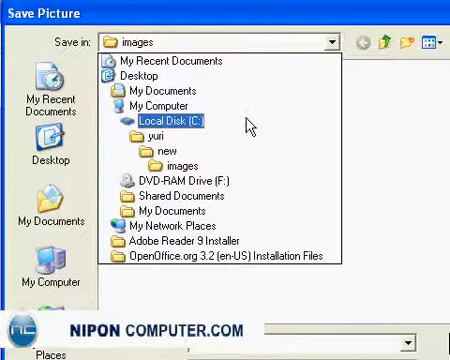 Save Picture
Save in: images
My Recent Documents
Desktop
My Documents
My Computer
Local Disk (C:)
yuri
new
images
DVD-RAM Drive (F:)
Shared Documents
My Documents
My Network Places
Adobe Reader 9 Installer
OpenOffice.org 3.2 (en-US) Installation Files
My Recent
Documents
Desktop
My Documents
My Computer
nc NIPON COMPUTER.COM
Places